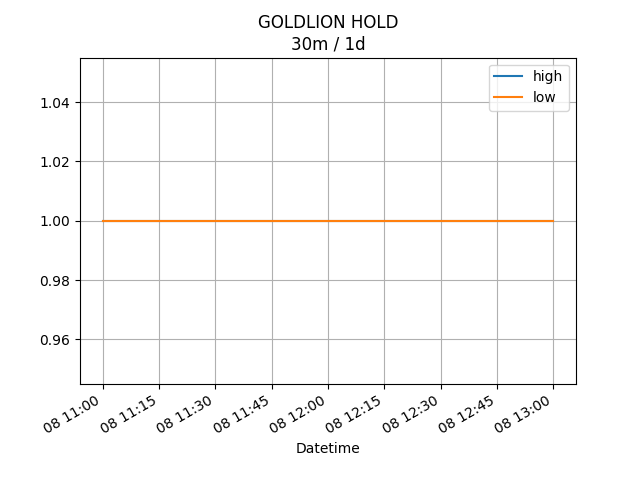 GOLDLION HOLD
30m / 1d
high
low
1.04
1.02
1.00
0.98
0.96
08 11:00
08 11:15
08 11:30
08 11:45
08 12:00
08 12:15
08 12:30
08 12:45
08 13:00
Datetime